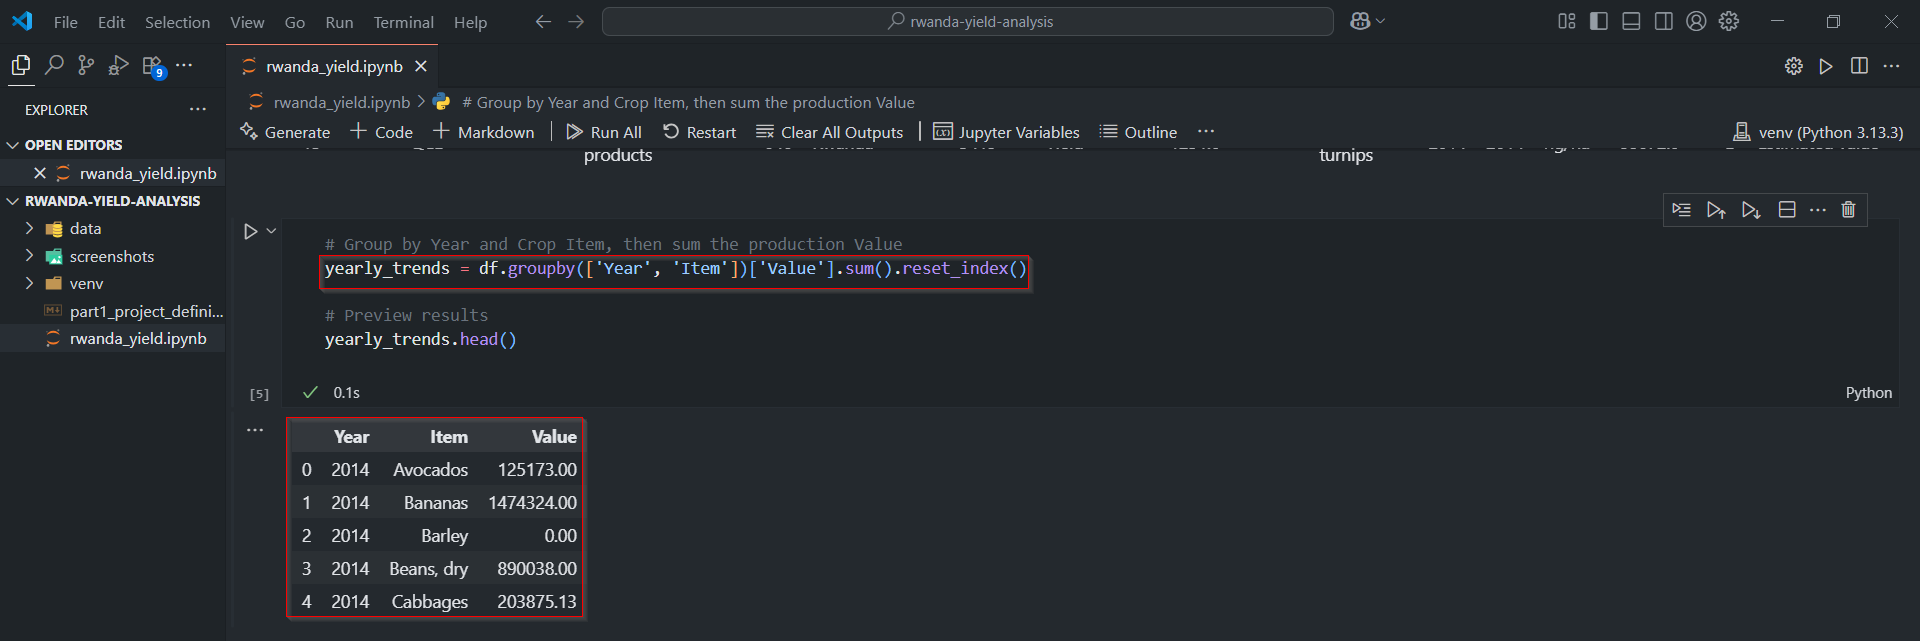 File Edit Selection View Go Run Terminal Help
rwanda-yield-analysis
EXPLORER
OPEN EDITORS
rwanda_yield.ipynb
RWANDA-YIELD-ANALYSIS
data
screenshots
venv
part1_project_defini...
rwanda_yield.ipynb
9
rwanda_yield.ipynb
rwanda_yield.ipynb > # Group by Year and Crop Item, then sum the production Value
Generate + Code + Markdown | Run All Restart Clear All Outputs | Jupyter Variables Outline ... venv (Python 3.13.3)
products turnips
# Group by Year and Crop Item, then sum the production Value
yearly_trends = df.groupby(['Year', 'Item'])['Value'].sum().reset_index()
# Preview results
yearly_trends.head()
[5] 0.1s Python
Year Item Value
0 2014 Avocados 125173.00
1 2014 Bananas 1474324.00
2 2014 Barley 0.00
3 2014 Beans, dry 890038.00
4 2014 Cabbages 203875.13